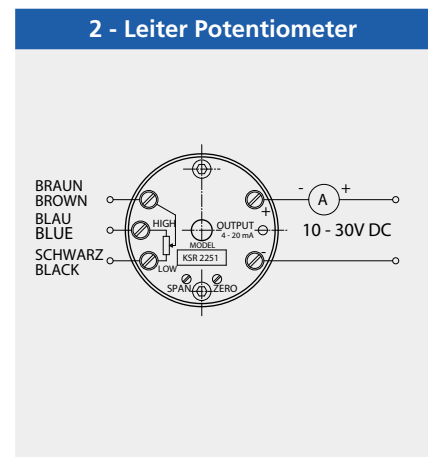 2 - Leiter Potentiometer
BRAUN
BROWN
BLAU
BLUE
SCHWARZ
BLACK
HIGH
LOW
OUTPUT
4 - 20 mA
+
-
MODEL
KSR 2251
SPAN
ZERO
- A +
10 - 30V DC